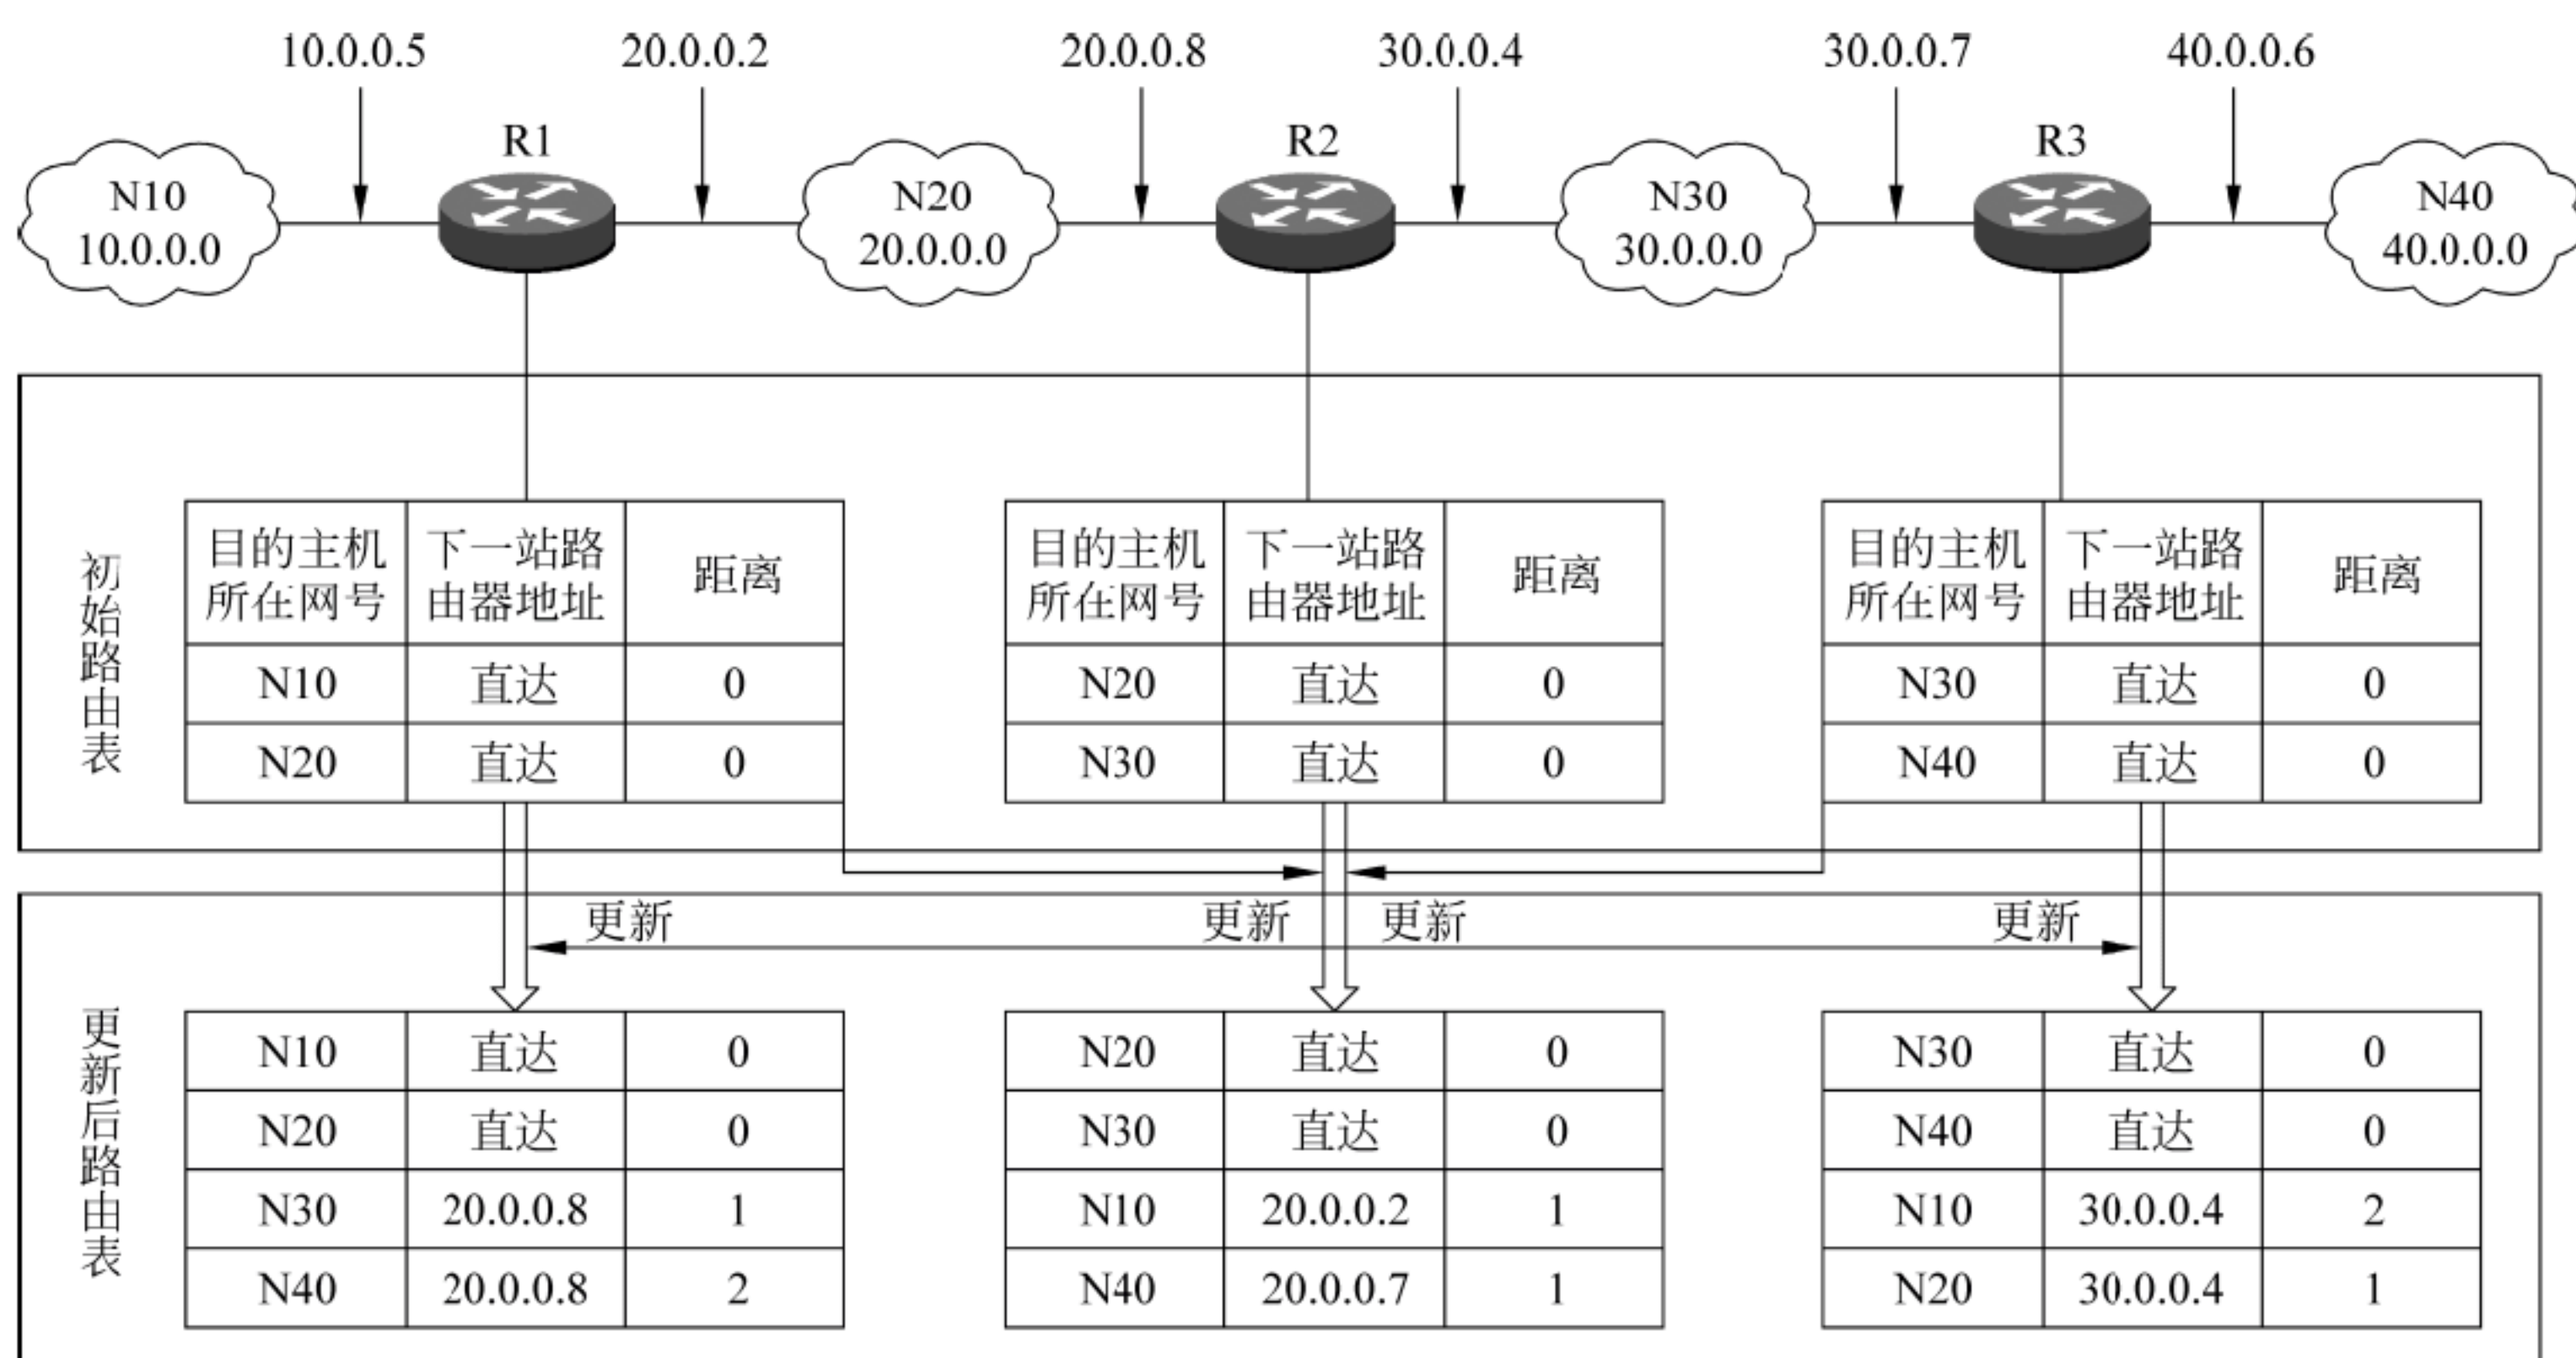 10.0.0.5 20.0.0.2 20.0.0.8 30.0.0.4 30.0.0.7 40.0.0.6
R1 R2 R3
N10 N20 N30 N40
10.0.0.0 20.0.0.0 30.0.0.0 40.0.0.0
初始路由表
目的主机 下一站路 距离 目的主机 下一站路 距离 目的主机 下一站路 距离
所在网号 由器地址 所在网号 由器地址 所在网号 由器地址
N10 直达 0 N20 直达 0 N30 直达 0
N20 直达 0 N30 直达 0 N40 直达 0
更新 更新 更新 更新
更新后路由表
N10 直达 0 N20 直达 0 N30 直达 0
N20 直达 0 N30 直达 0 N40 直达 0
N30 20.0.0.8 1 N10 20.0.0.2 1 N10 30.0.0.4 2
N40 20.0.0.8 2 N40 20.0.0.7 1 N20 30.0.0.4 1